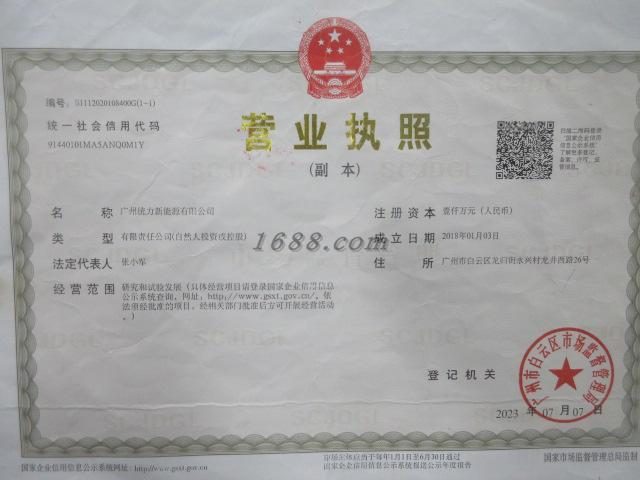 编号: S1112020108400G(1-1)
统一社会信用代码
91440101MA5ANQ0M1Y
营业执照
(副 本)
扫描二维码登录
“国家企业信用
信息公示系统”
了解更多登记、
备案、许可、监
管信息。
名 称 广州统力新能源有限公司
类 型 有限责任公司(自然人投资或控股)
法定代表人 张小军
经营范围 研究和试验发展(具体经营项目请登录国家企业信用信息
公示系统查询,网址: http://www.gsxt.gov.cn/。依
法须经批准的项目,经相关部门批准后方可开展经营活动
。)
注册资本 壹仟万元(人民币)
成立日期 2018年01月03日
住 所 广州市白云区龙归街永兴村龙井西路26号
1688.com
登记机关
广州市白云区市场监督管理局
2023 年 07 月 07 日
国家企业信用信息公示系统网址: http://www.gsxt.gov.cn
市场主体应当于每年1月1日至6月30日通过
国家企业信用信息公示系统报送公示年度报告
国家市场监督管理总局监制